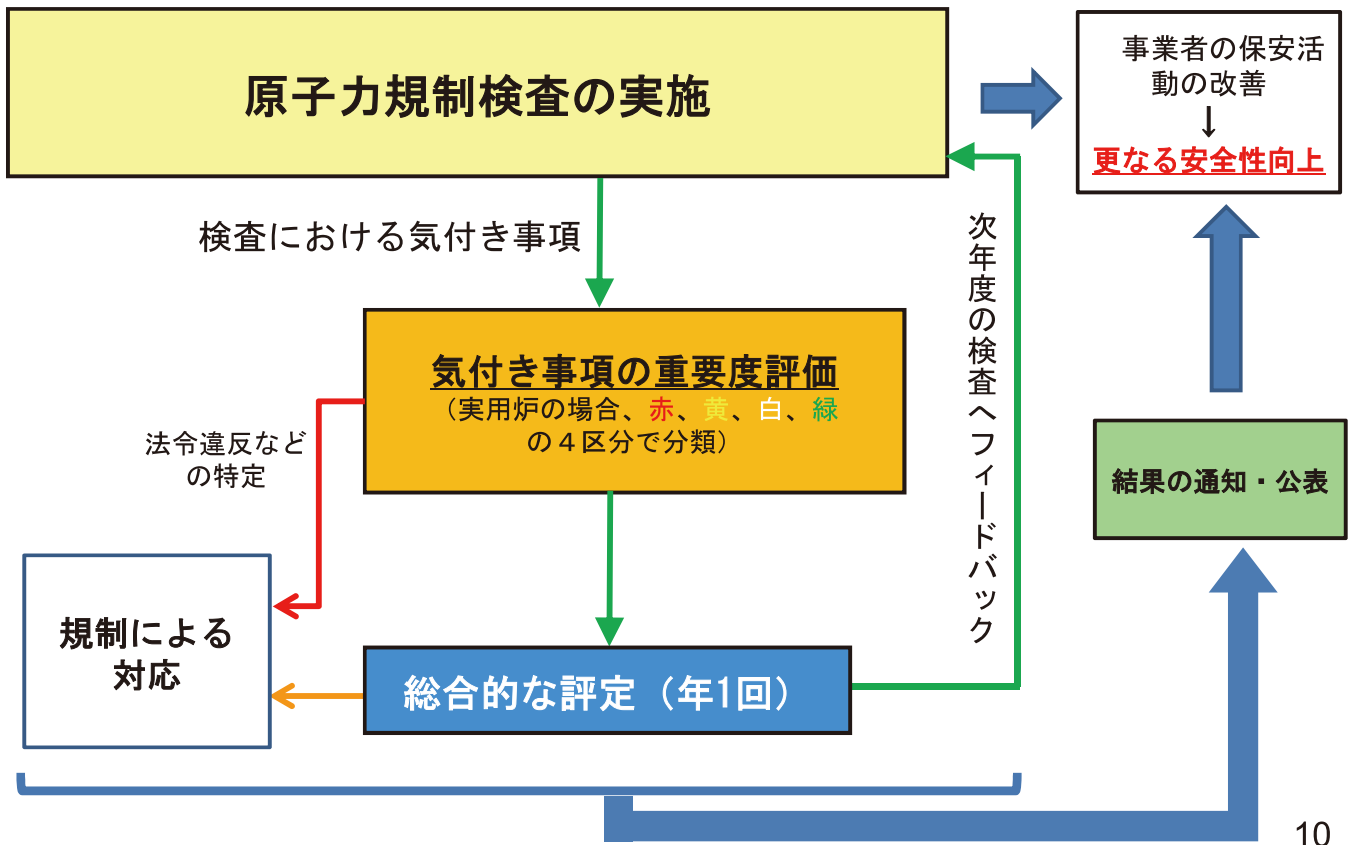 原子力規制検査の実施
事業者の保安活
動の改善
↓
更なる安全性向上
検査における気付き事項
次年度の検査へフィードバック
気付き事項の重要度評価
（実用炉の場合、赤、黄、白、緑
の４区分で分類）
法令違反など
の特定
結果の通知・公表
規制による
対応
総合的な評定（年1回）
10